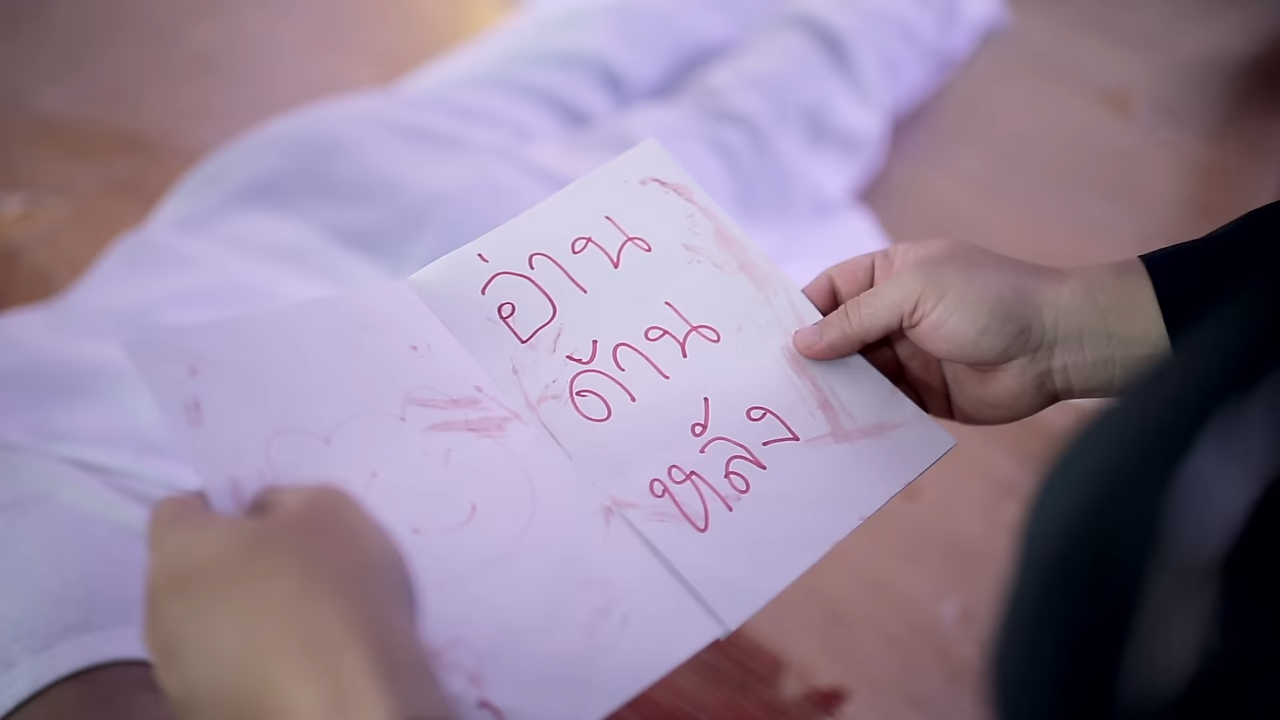 อ่าน
ด้าน
หลัง